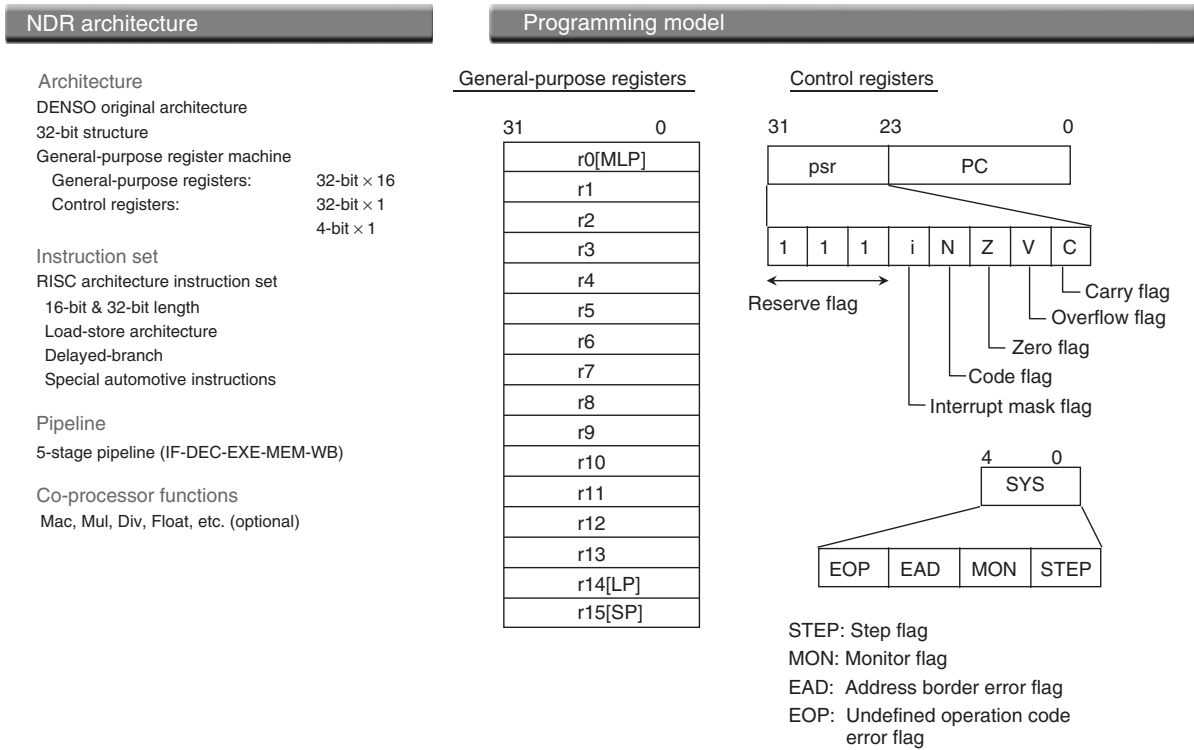 NDR architecture
Architecture
DENSO original architecture
32-bit structure
General-purpose register machine
General-purpose registers: 32-bit × 16
Control registers: 32-bit × 1
4-bit × 1
Instruction set
RISC architecture instruction set
16-bit & 32-bit length
Load-store architecture
Delayed-branch
Special automotive instructions
Pipeline
5-stage pipeline (IF-DEC-EXE-MEM-WB)
Co-processor functions
Mac, Mul, Div, Float, etc. (optional)
Programming model
General-purpose registers
31 0
r0[MLP]
r1
r2
r3
r4
r5
r6
r7
r8
r9
r10
r11
r12
r13
r14[LP]
r15[SP]
Control registers
31 23 0
psr PC
1 1 1 i N Z V C
Reserve flag
Carry flag
Overflow flag
Zero flag
Code flag
Interrupt mask flag
4 0
SYS
EOP EAD MON STEP
STEP: Step flag
MON: Monitor flag
EAD: Address border error flag
EOP: Undefined operation code
error flag